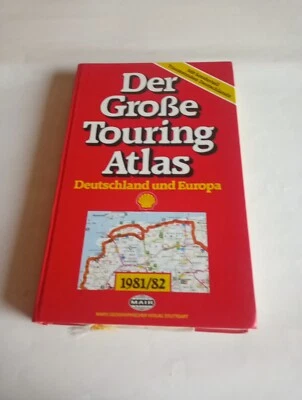 Der
Große
Touring
Atlas
Deutschland und Europa
1981/82
MAIR